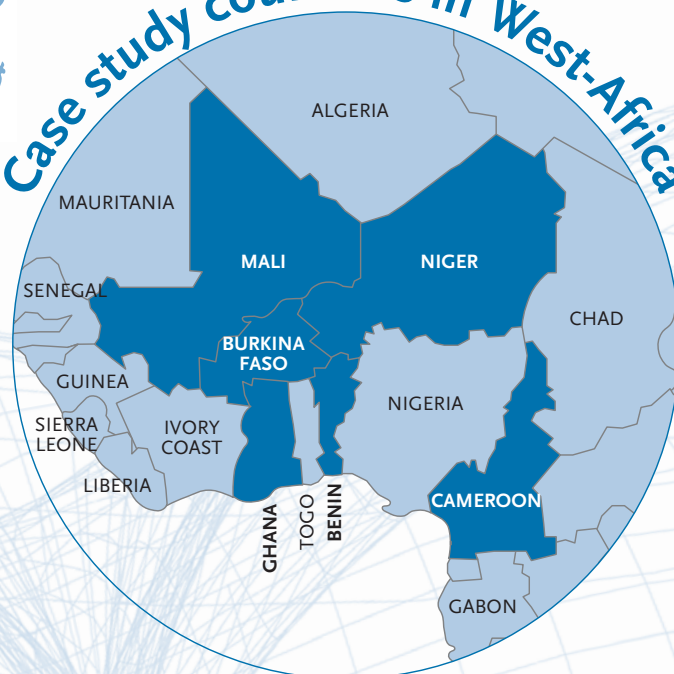 Case study in West-Africa
ALGERIA
MAURITANIA
MALI
NIGER
SENEGAL
CHAD
BURKINA
FASO
GUINEA
NIGERIA
SIERRA
LEONE
IVORY
COAST
LIBERIA
CAMEROON
GHANA
TOGO
BENIN
GABON